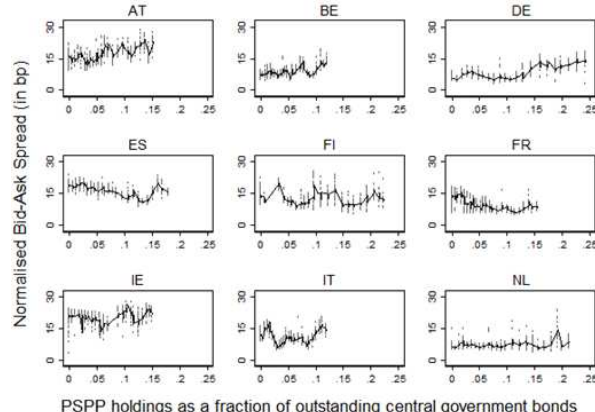 AT BE DE
30 30 30
15 15 15
0 0 0
0 .05 .1 .15 .2 .25 0 .05 .1 .15 .2 .25 0 .05 .1 .15 .2 .25
ES FI FR
30 30 30
15 15 15
0 0 0
0 .05 .1 .15 .2 .25 0 .05 .1 .15 .2 .25 0 .05 .1 .15 .2 .25
IE IT NL
30 30 30
15 15 15
0 0 0
0 .05 .1 .15 .2 .25 0 .05 .1 .15 .2 .25 0 .05 .1 .15 .2 .25
Normalised Bid-Ask Spread (in bp)
PSPP holdings as a fraction of outstanding central government bonds